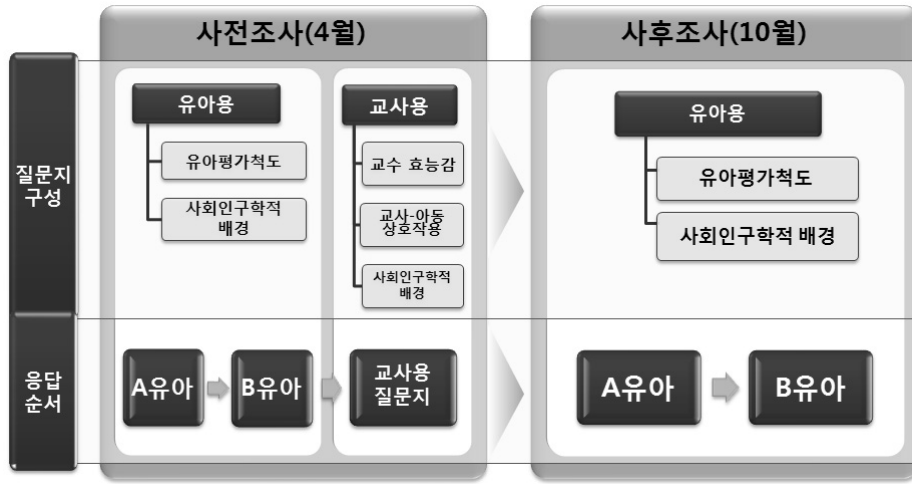 사전조사(4월)
사후조사(10월)
질문지
구성
유아용
유아평가척도
사회인구학적
배경
교사용
교수 효능감
교사-아동
상호작용
사회인구학적
배경
유아용
유아평가척도
사회인구학적 배경
응답
순서
A유아
B유아
교사용
질문지
A유아
B유아